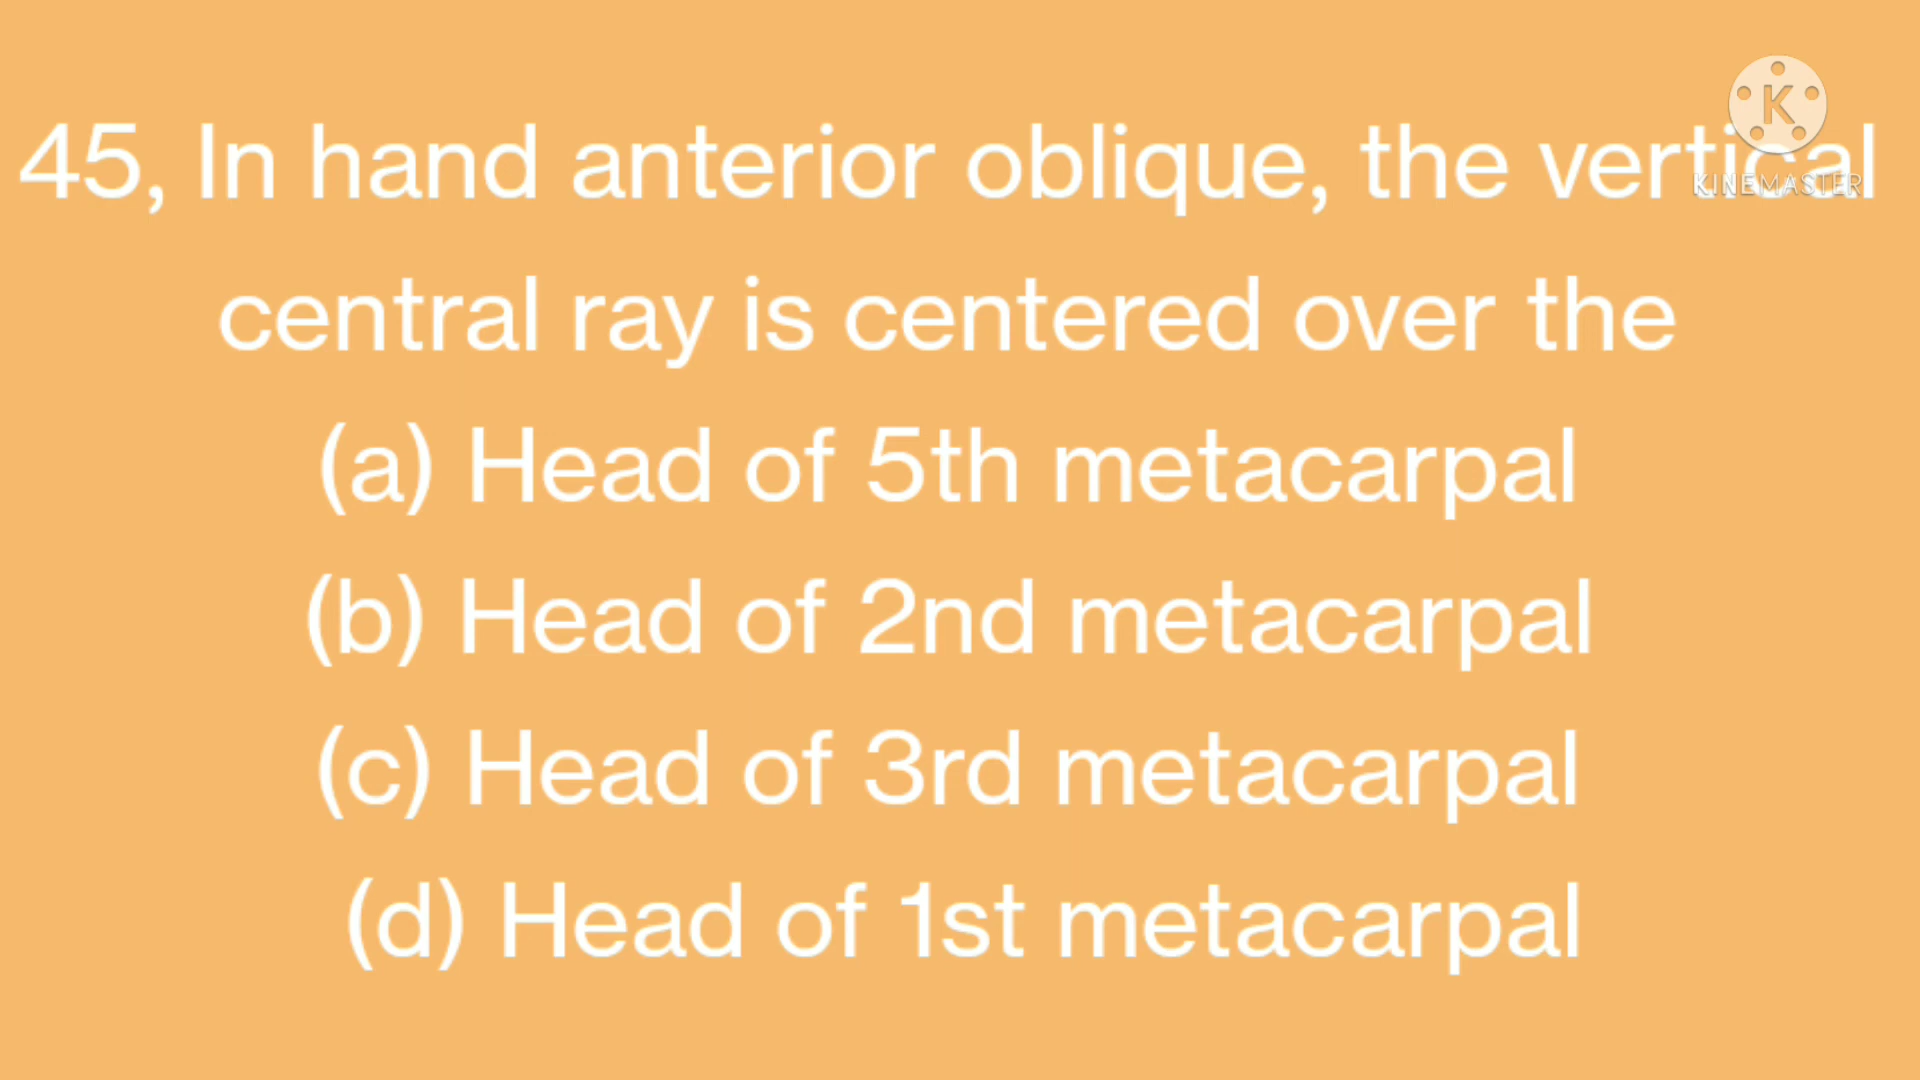 45, In hand anterior oblique, the vertical
central ray is centered over the
(a) Head of 5th metacarpal
(b) Head of 2nd metacarpal
(c) Head of 3rd metacarpal
(d) Head of 1st metacarpal
K
KINEMASTER